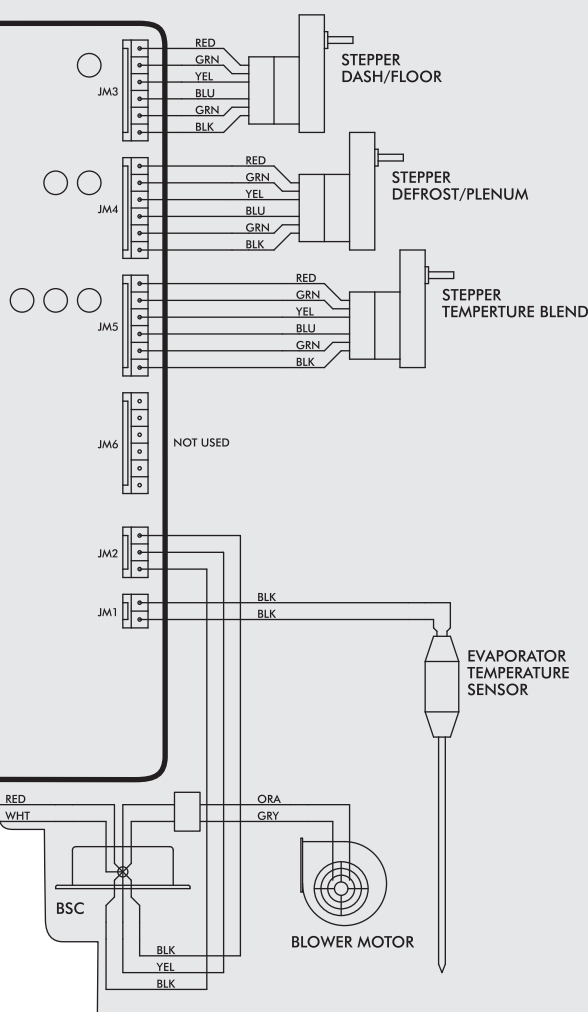 RED
GRN
YEL
JM3
BLU
GRN
BLK
STEPPER
DASH/FLOOR
RED
GRN
YEL
JM4
BLU
GRN
BLK
STEPPER
DEFROST/PLENUM
RED
GRN
YEL
JM5
BLU
GRN
BLK
STEPPER
TEMPERTURE BLEND
JM6
NOT USED
JM2
JM1
BLK
BLK
EVAPORATOR
TEMPERATURE
SENSOR
RED
WHT
ORA
GRY
BSC
BLOWER MOTOR
BLK
YEL
BLK